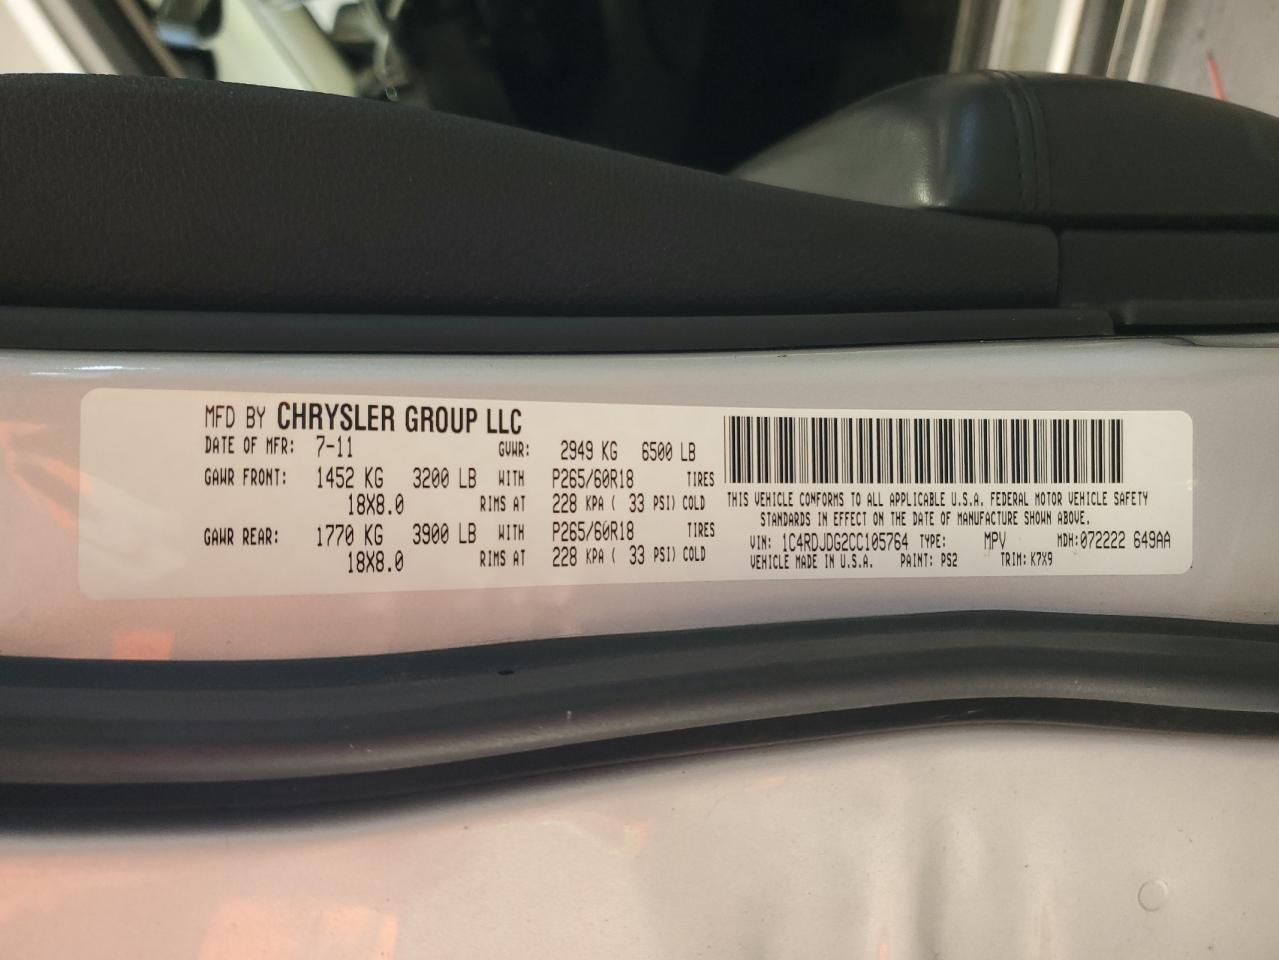 MFD BY CHRYSLER GROUP LLC
DATE OF MFR: 7-11 GVWR: 2949 KG 6500 LB
GAWR FRONT: 1452 KG 3200 LB WITH P265/60R18 TIRES
18X8.0 RIMS AT 228 KPA ( 33 PSI) COLD
GAWR REAR: 1770 KG 3900 LB WITH P265/60R18 TIRES
18X8.0 RIMS AT 228 KPA ( 33 PSI) COLD
THIS VEHICLE CONFORMS TO ALL APPLICABLE U.S.A. FEDERAL MOTOR VEHICLE SAFETY
STANDARDS IN EFFECT ON THE DATE OF MANUFACTURE SHOWN ABOVE.
VIN: 1C4RDJDG2CC105764 TYPE: MPV MDH: 072222 649AA
VEHICLE MADE IN U.S.A. PAINT: PS2 TRIM: K7X9